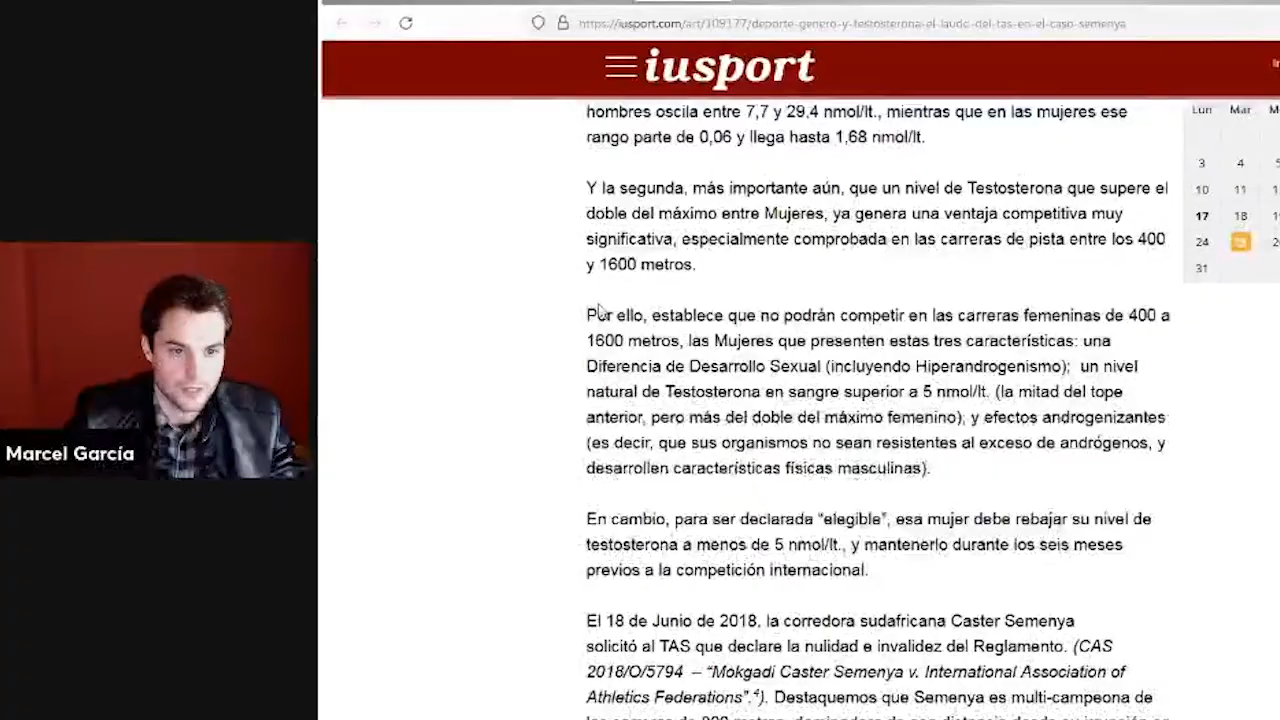 https://iusport.com/art/109177/deporte-genero-y-testosterona-el-laudo-del-tas-en-el-caso-semenya
iusport
hombres oscila entre 7,7 y 29,4 nmol/lt., mientras que en las mujeres ese
rango parte de 0,06 y llega hasta 1,68 nmol/lt.
Y la segunda, más importante aún, que un nivel de Testosterona que supere el
doble del máximo entre Mujeres, ya genera una ventaja competitiva muy
significativa, especialmente comprobada en las carreras de pista entre los 400
y 1600 metros.
Por ello, establece que no podrán competir en las carreras femeninas de 400 a
1600 metros, las Mujeres que presenten estas tres características: una
Diferencia de Desarrollo Sexual (incluyendo Hiperandrogenismo); un nivel
natural de Testosterona en sangre superior a 5 nmol/lt. (la mitad del tope
anterior, pero más del doble del máximo femenino); y efectos androgenizantes
(es decir, que sus organismos no sean resistentes al exceso de andrógenos, y
desarrollen características físicas masculinas).
En cambio, para ser declarada "elegible", esa mujer debe rebajar su nivel de
testosterona a menos de 5 nmol/lt., y mantenerlo durante los seis meses
previos a la competición internacional.
El 18 de Junio de 2018, la corredora sudafricana Caster Semenya
solicitó al TAS que declare la nulidad e invalidez del Reglamento. (CAS
2018/O/5794 – "Mokgadi Caster Semenya v. International Association of
Athletics Federations".⁴). Destaquemos que Semenya es multi-campeona de
Lun Mar
3 4
10 11
17 18
24
31
Marcel García